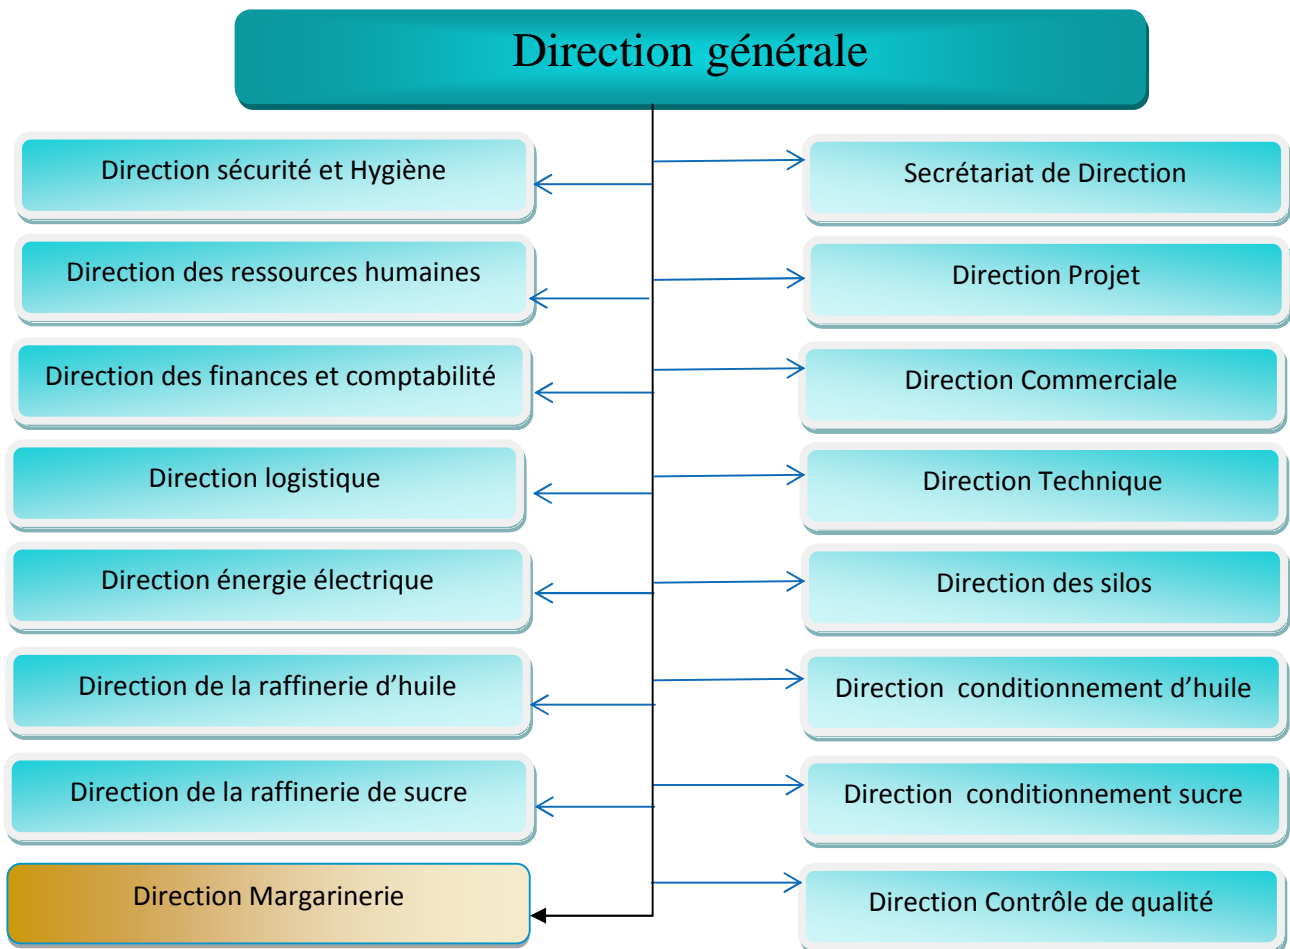 Direction générale
Direction sécurité et Hygiène
Secrétariat de Direction
Direction des ressources humaines
Direction Projet
Direction des finances et comptabilité
Direction Commerciale
Direction logistique
Direction Technique
Direction énergie électrique
Direction des silos
Direction de la raffinerie d’huile
Direction  conditionnement d’huile
Direction de la raffinerie de sucre
Direction  conditionnement sucre
Direction Margarinerie
Direction Contrôle de qualité